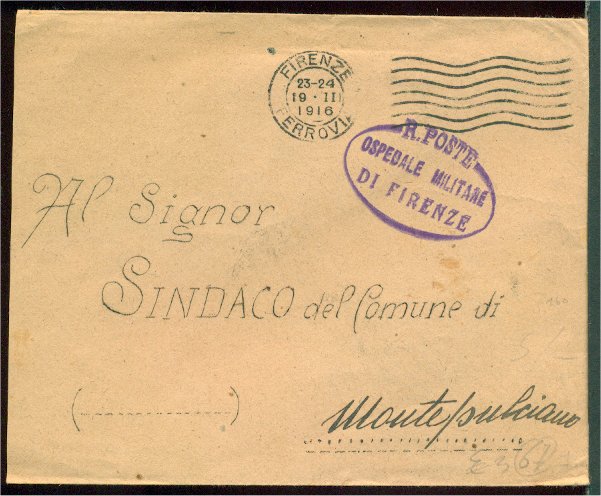 FIRENZE
23-24
19 · II
1916
FERROVIA
R. POSTE
OSPEDALE MILITARE
DI FIRENZE
Al Signor
SINDACO del Comune di
(....................)
Montepulciano
160